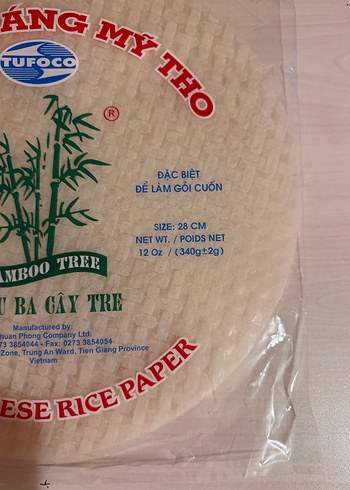 ÁNG MỸ THO
TUFOCO
®
ĐẶC BIỆT
ĐỂ LÀM GỎI CUỐN
SIZE: 28 CM
NET WT. / POIDS NET
12 Oz / (340g±2g)
AMBOO TREE
U BA CÂY TRE
Manufactured by:
huan Phong Company Ltd.
273 3854044 - Fax: 0273 3854054
Zone, Trung An Ward, Tien Giang Province
Vietnam
ESE RICE PAPER